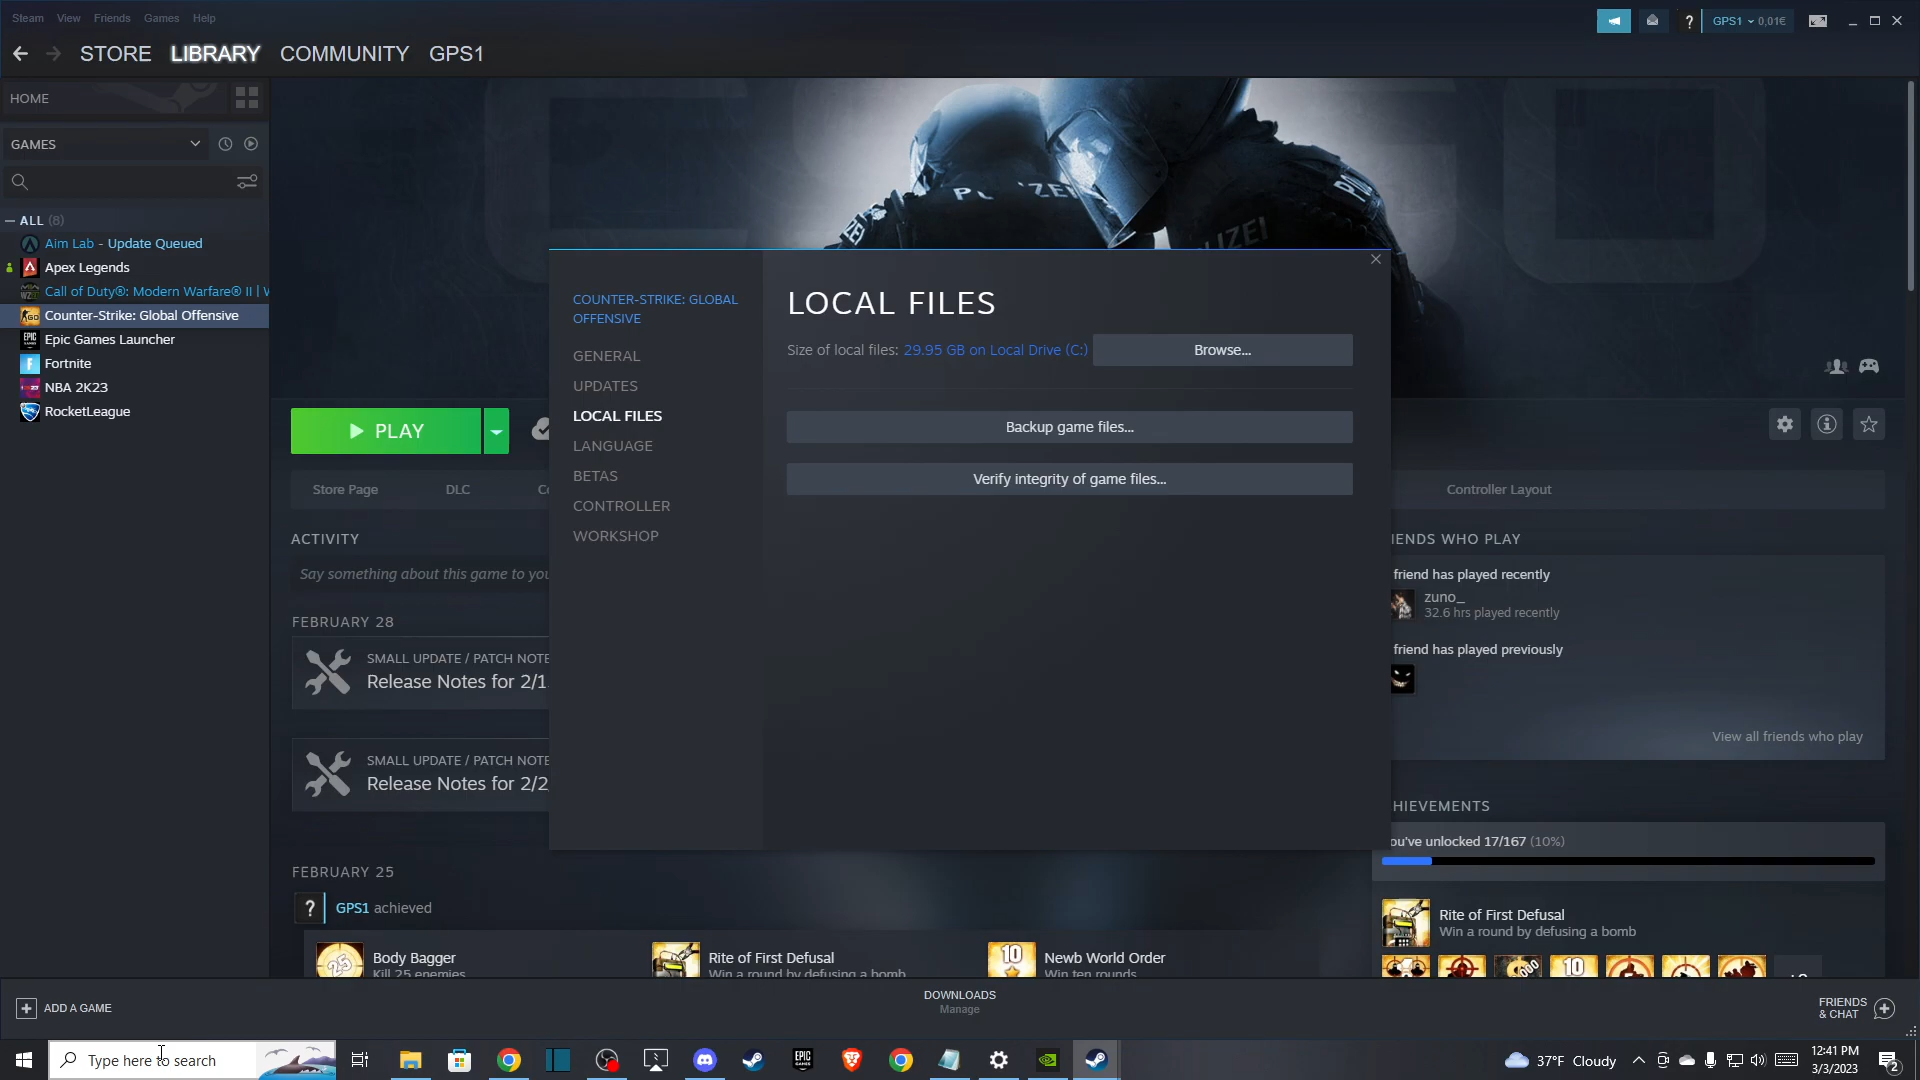 Steam View Friends Games Help
GPS1 0,01€
STORE LIBRARY COMMUNITY GPS1
HOME
GAMES
ALL (8)
Aim Lab - Update Queued
Apex Legends
Call of Duty®: Modern Warfare® II |
Counter-Strike: Global Offensive
Epic Games Launcher
Fortnite
NBA 2K23
RocketLeague
ADD A GAME
POLIZEI
COUNTER-STRIKE: GLOBAL
OFFENSIVE
GENERAL
UPDATES
LOCAL FILES
LANGUAGE
BETAS
CONTROLLER
WORKSHOP
LOCAL FILES
Size of local files: 29.95 GB on Local Drive (C:)
Browse...
Backup game files...
Verify integrity of game files...
PLAY
Store Page DLC
Controller Layout
ACTIVITY
Say something about this game to you
FEBRUARY 28
SMALL UPDATE / PATCH NOTE
Release Notes for 2/1
SMALL UPDATE / PATCH NOTE
Release Notes for 2/2
FEBRUARY 25
GPS1 achieved
Body Bagger
Kill 25 enemies
Rite of First Defusal
Win a round by defusing a bomb
Newb World Order
Win ten rounds
IENDS WHO PLAY
friend has played recently
zuno_
32.6 hrs played recently
friend has played previously
View all friends who play
HIEVEMENTS
ou've unlocked 17/167 (10%)
Rite of First Defusal
Win a round by defusing a bomb
DOWNLOADS
Manage
FRIENDS
& CHAT
Type here to search
37°F Cloudy
12:41 PM
3/3/2023
2